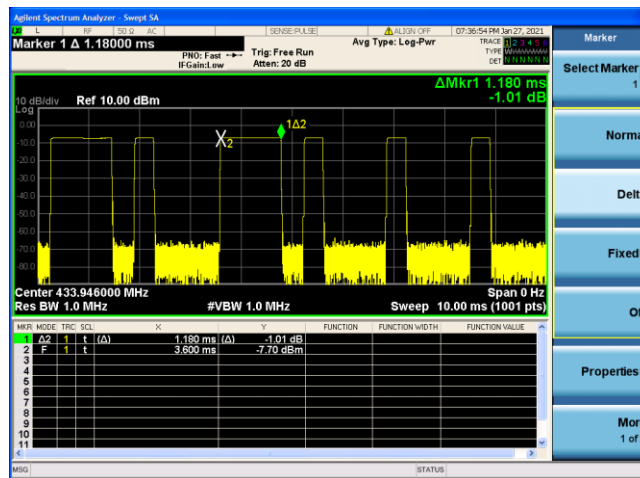 Agilent Spectrum Analyzer - Swept SA
L RF 50 Ω AC SENSE:PULSE ALIGN OFF 07:36:54 PM Jan 27, 2021
Marker 1 Δ 1.18000 ms
PNO: Fast
IFGain:Low
Trig: Free Run
Atten: 20 dB
Avg Type: Log-Pwr
TRACE 1 2 3 4 5 6
TYPE W
DET N N N N N N
ΔMkr1 1.180 ms
-1.01 dB
10 dB/div Ref 10.00 dBm
Log
0.00
-10.0
-20.0
-30.0
-40.0
-50.0
-60.0
-70.0
-80.0
X2
1Δ2
Center 433.946000 MHz Span 0 Hz
Res BW 1.0 MHz #VBW 1.0 MHz Sweep 10.00 ms (1001 pts)
MKR MODE TRC SCL X Y FUNCTION FUNCTION WIDTH FUNCTION VALUE
1 Δ2 1 t (Δ) 1.180 ms (Δ) -1.01 dB
2 F 1 t 3.600 ms -7.70 dBm
3
4
5
6
7
8
9
10
11
MSG STATUS
Marker
Select Marker
1
Norma
Delt
Fixed
Of
Properties
Mor
1 of